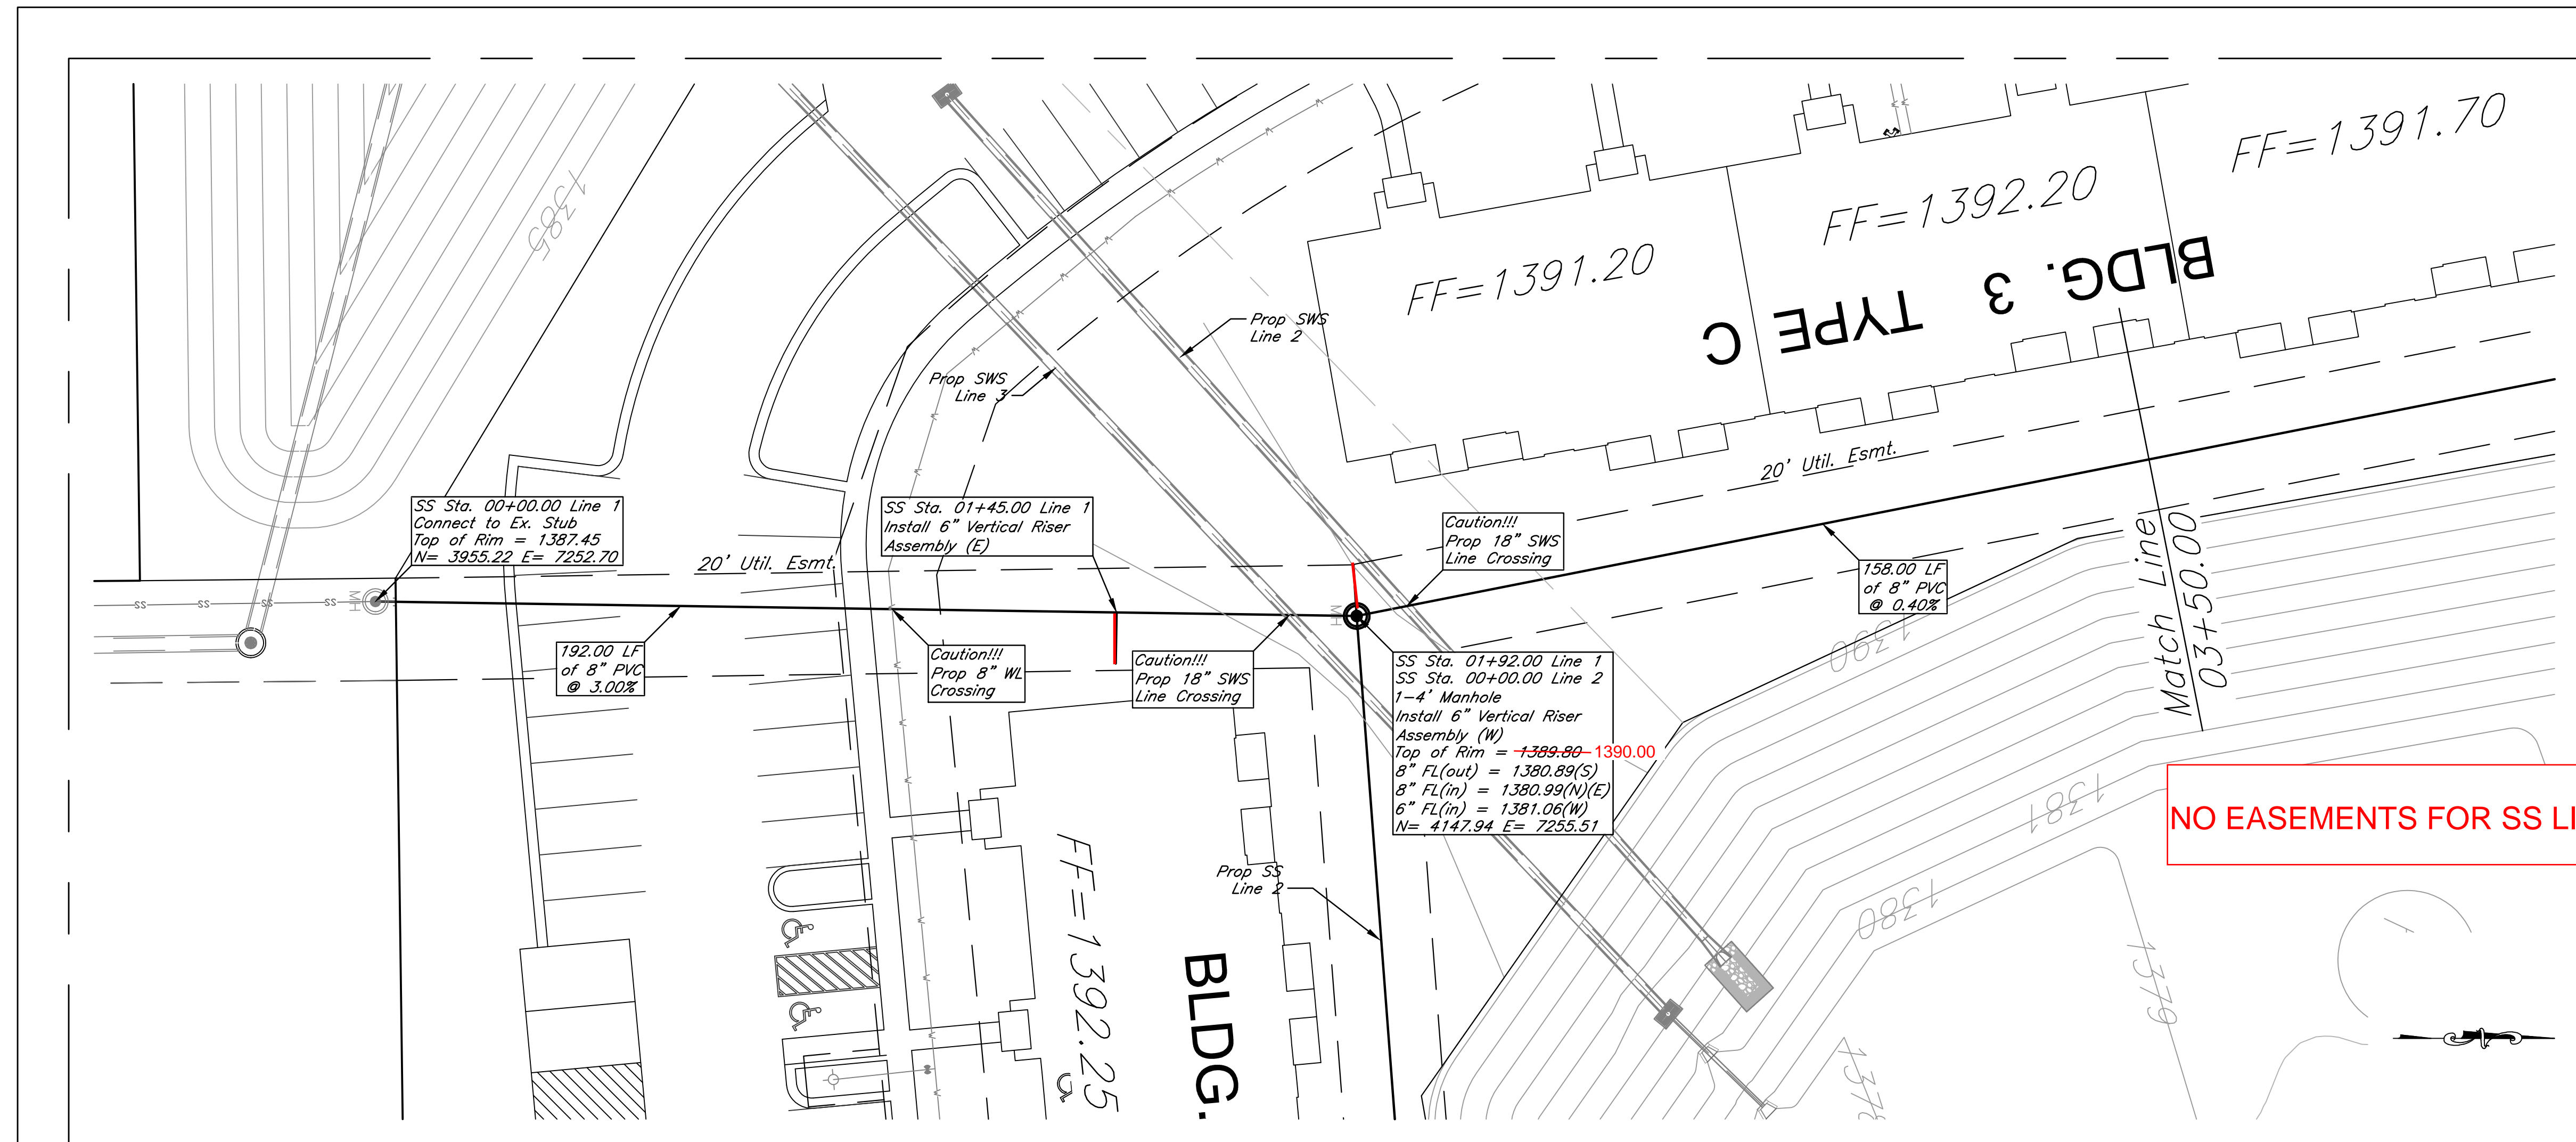 1385
FF=1391.70
FF=1392.20
FF=1391.20
BLDG. 3 TYPE C
Prop SWS
Line 2
Prop SWS
Line 3
20' Util. Esmt.
SS Sta. 00+00.00 Line 1
Connect to Ex. Stub
Top of Rim = 1387.45
N= 3955.22 E= 7252.70
SS Sta. 01+45.00 Line 1
Install 6" Vertical Riser
Assembly (E)
Caution!!!
Prop 18" SWS
Line Crossing
20' Util. Esmt.
158.00 LF
of 8" PVC
@ 0.40%
Match Line
03+50.00
SS
SS
SS
SS
MH
MH
192.00 LF
of 8" PVC
@ 3.00%
Caution!!!
Prop 8" WL
Crossing
Caution!!!
Prop 18" SWS
Line Crossing
SS Sta. 01+92.00 Line 1
SS Sta. 00+00.00 Line 2
1-4' Manhole
Install 6" Vertical Riser
Assembly (W)
Top of Rim = 1389.80 1390.00
8" FL(out) = 1380.89(S)
8" FL(in) = 1380.99(N)(E)
6" FL(in) = 1381.06(W)
N= 4147.94 E= 7255.51
1390
1381
NO EASEMENTS FOR SS LI
Prop SS
Line 2
FF=1392.25
BLDG.
1380
1379